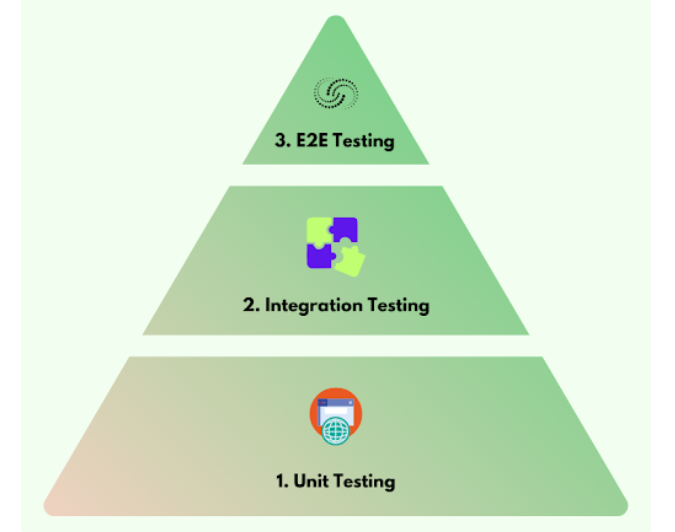 3. E2E Testing
2. Integration Testing
1. Unit Testing